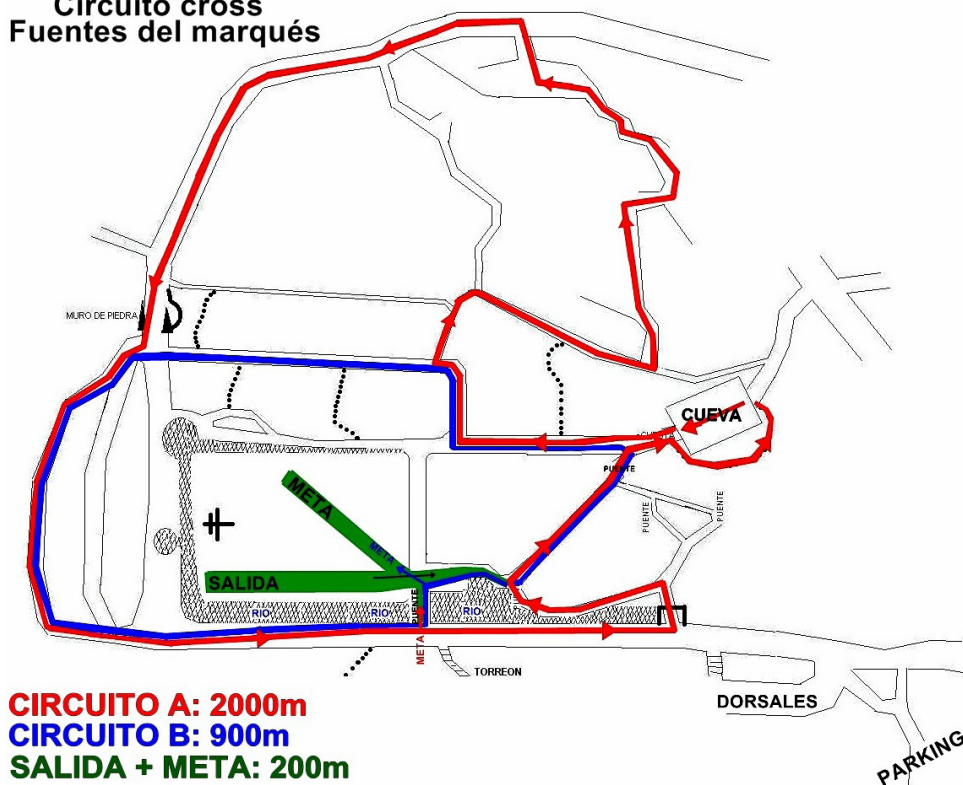 Circuito cross
Fuentes del marqués
MURO DE PIEDRA
CUEVA
PUENTE
PUENTE
PUENTE
META
META
SALIDA
PUENTE
RIO
RIO
RIO
META
TORREON
DORSALES
PARKING
CIRCUITO A: 2000m
CIRCUITO B: 900m
SALIDA + META: 200m